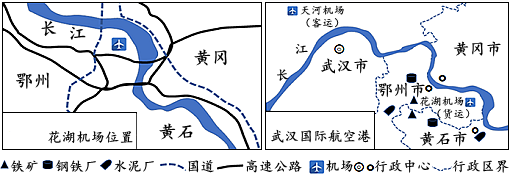 长
江
黄冈
鄂州
黄石
花湖机场位置
天河机场
(客运)
江
长
武汉市
黄冈市
鄂州市
花湖机场
(货运)
黄石市
武汉国际航空港
铁矿 钢铁厂 水泥厂 国道 高速公路 机场 行政中心 行政区界